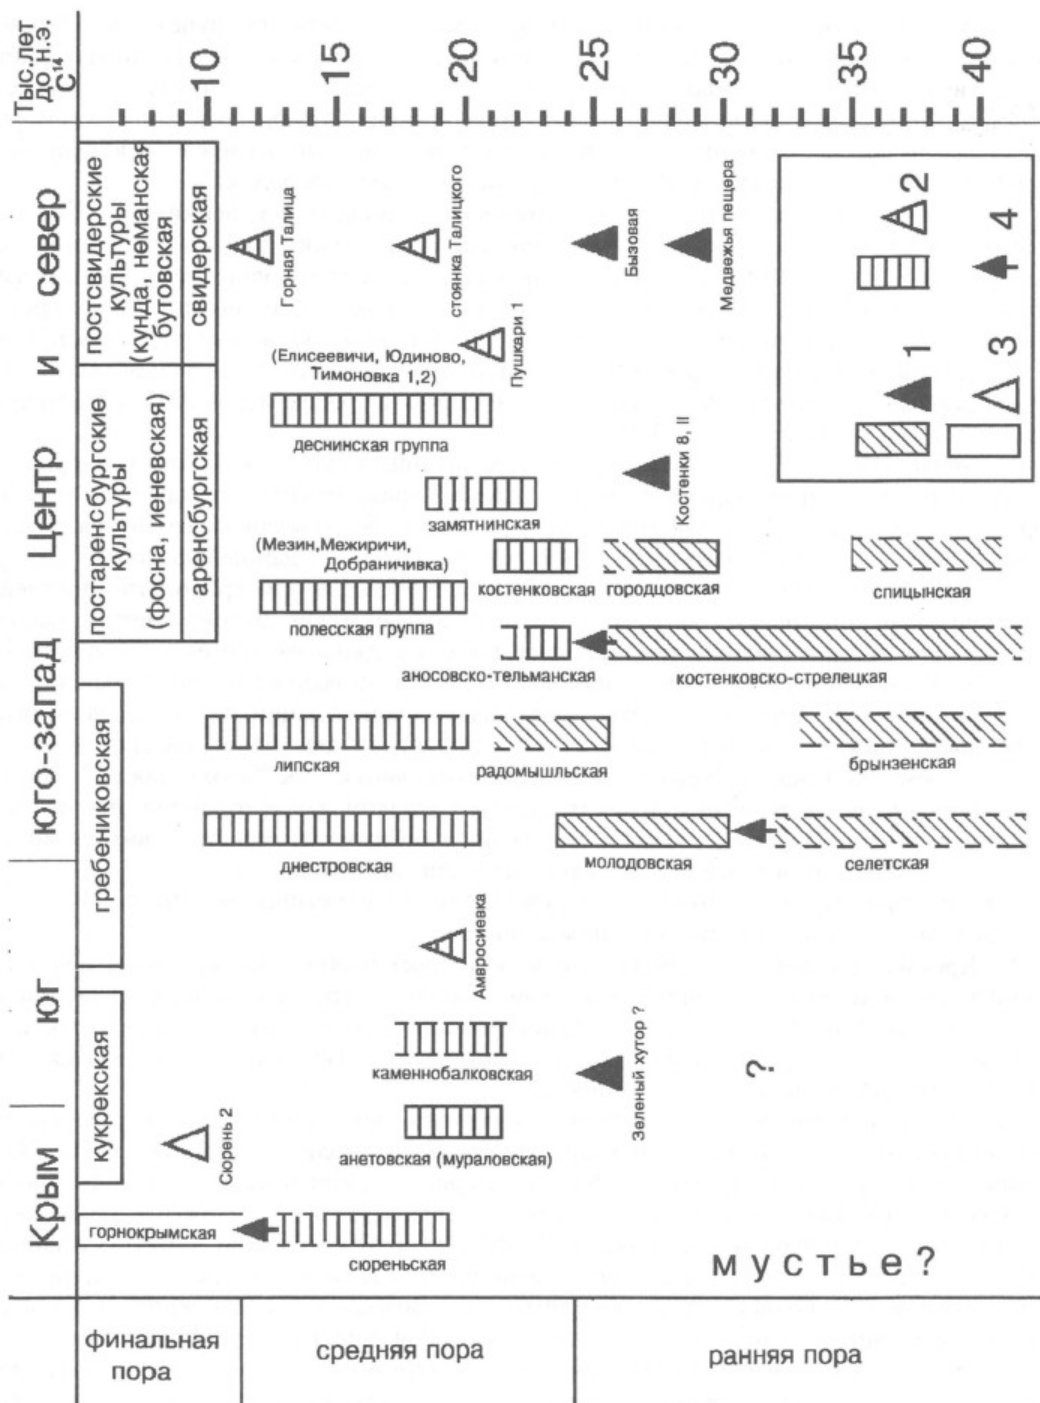 Тыс.лет
до н.э.
C¹⁴
10
15
20
25
30
35
40
Крым
юг
юго-запад
Центр
и
север
постсвидерские
культуры
(кунда, неманская
бутовская
свидерская
постаренсбургские
культуры
(фосна, иеневская)
аренсбургская
гребениковская
кукрекская
горнокрымская
Горная Талица
стоянка Талицкого
Бызовая
Медвежья пещера
Пушкари 1
(Елисеевичи, Юдиново,
Тимоновка 1,2)
деснинская группа
Костенки 8, II
замятнинская
(Мезин,Межиричи,
Добраничивка)
полесская группа
костенковская
городцовская
спицынская
аносовско-тельманская
костенковско-стрелецкая
липская
радомышльская
брынзенская
днестровская
молодовская
селетская
Амвросиевка
каменнобалковская
Зеленый хутор ?
?
Сюрень 2
анетовская (мураловская)
сюреньская
мустье?
1
2
3
4
финальная
пора
средняя пора
ранняя пора